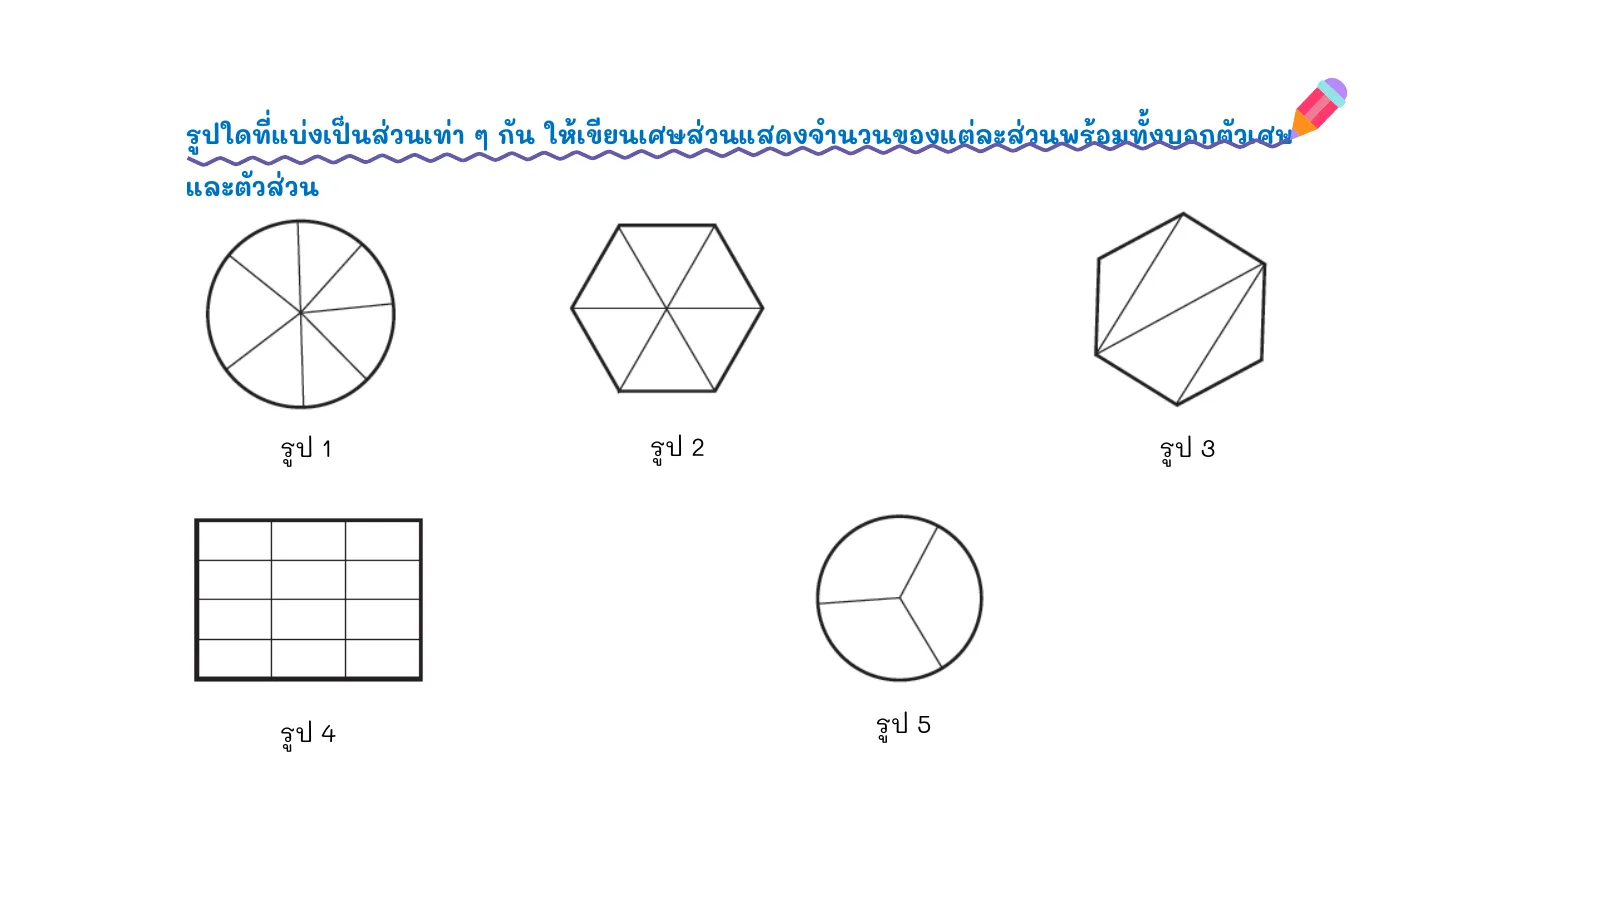 รูปใดที่แบ่งเป็นส่วนเท่า ๆ กัน ให้เขียนเศษส่วนแสดงจำนวนของแต่ละส่วนพร้อมทั้งบอกตัวเศษ
และตัวส่วน
รูป 1
รูป 2
รูป 3
รูป 4
รูป 5